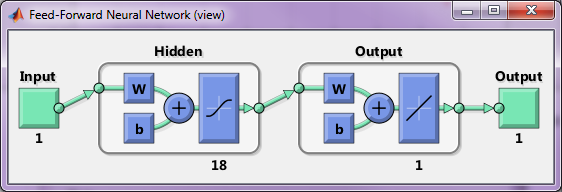 Feed-Forward Neural Network (view)
Hidden
Output
Input
Output
W
W
+
+
b
b
1
1
18
1